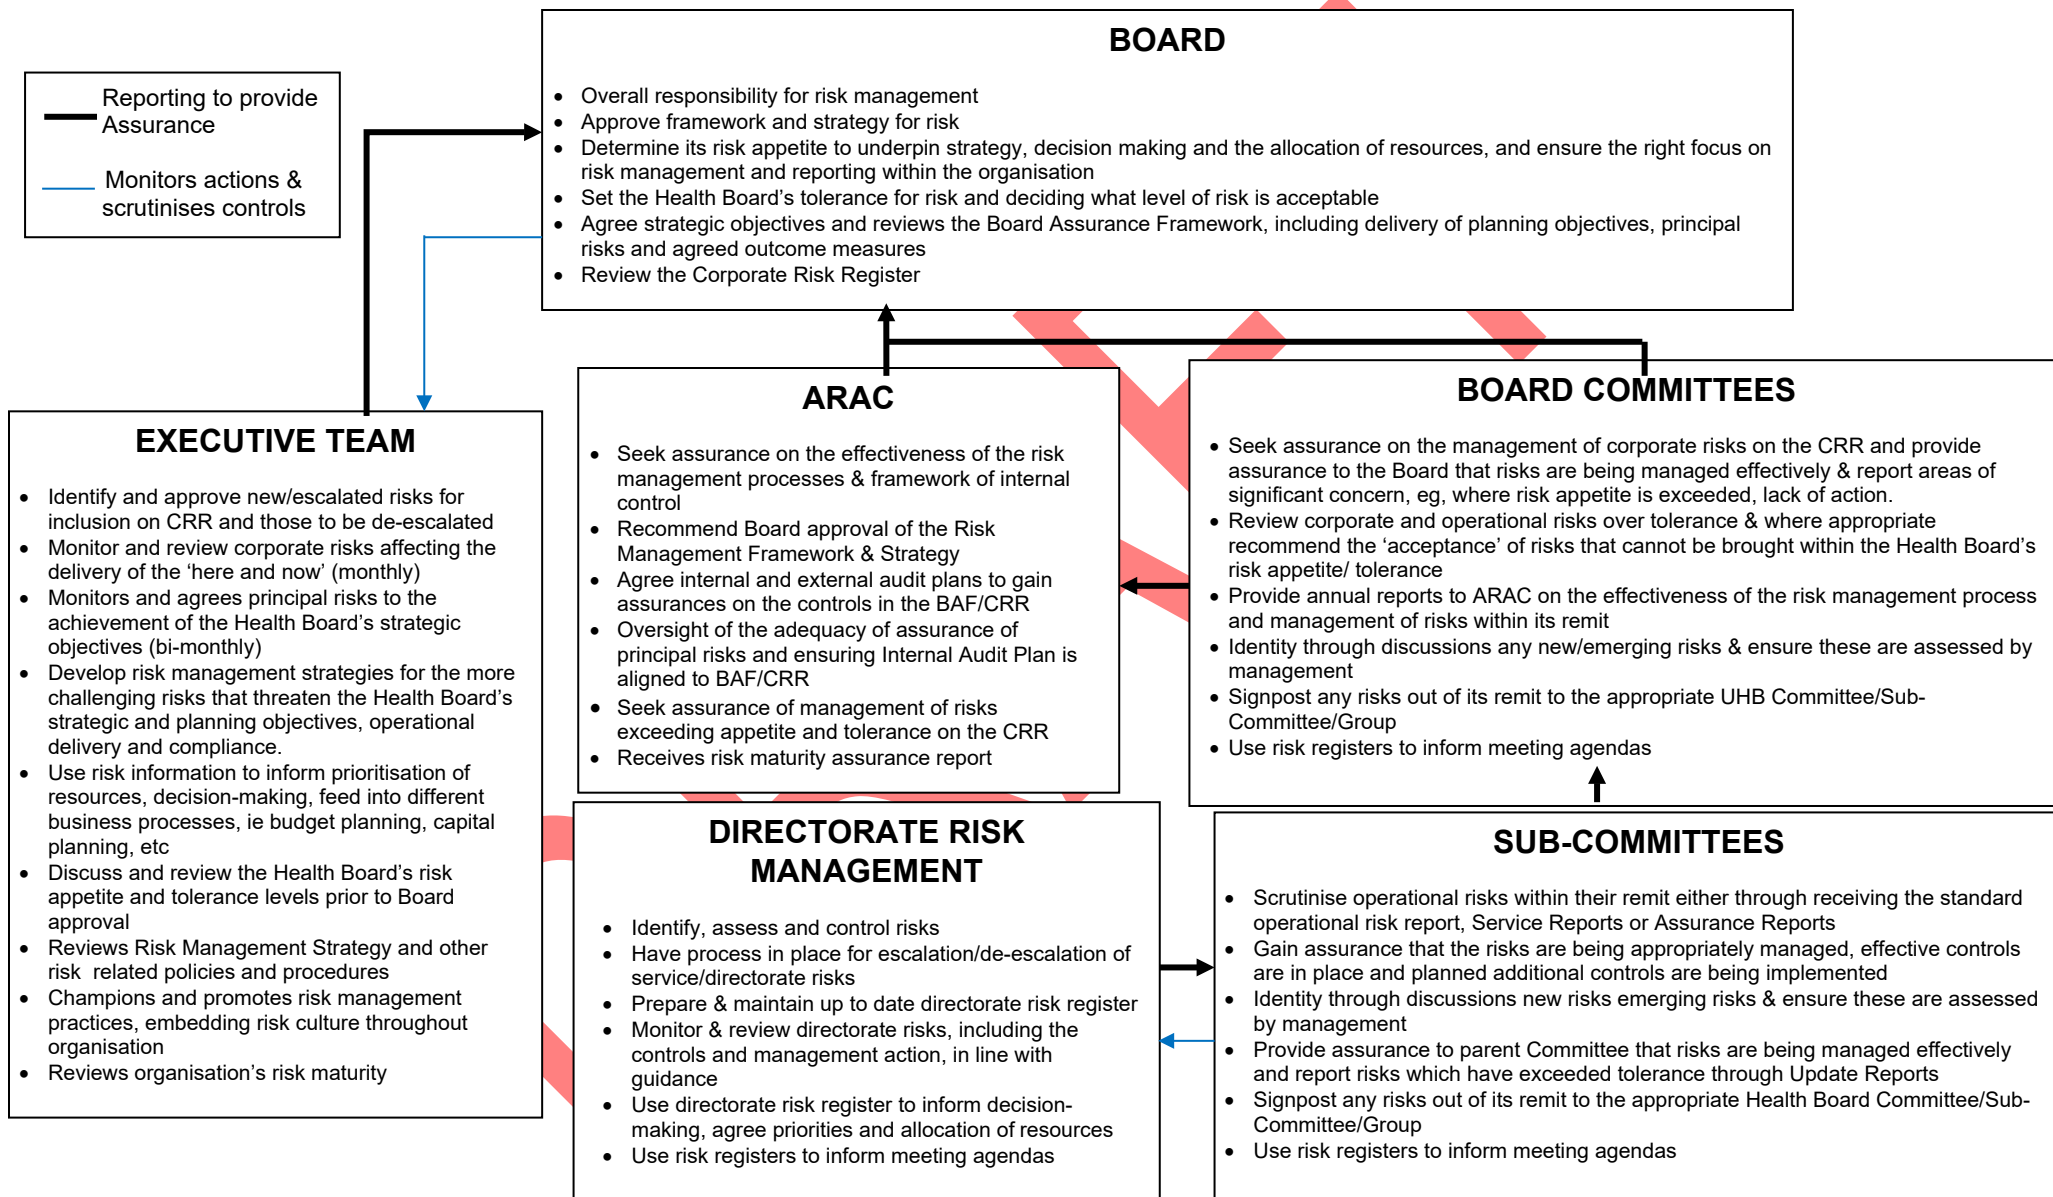 Reporting to provide
Assurance
Monitors actions &
scrutinises controls
BOARD
• Overall responsibility for risk management
• Approve framework and strategy for risk
• Determine its risk appetite to underpin strategy, decision making and the allocation of resources, and ensure the right focus on
risk management and reporting within the organisation
• Set the Health Board’s tolerance for risk and deciding what level of risk is acceptable
• Agree strategic objectives and reviews the Board Assurance Framework, including delivery of planning objectives, principal
risks and agreed outcome measures
• Review the Corporate Risk Register
EXECUTIVE TEAM
• Identify and approve new/escalated risks for
inclusion on CRR and those to be de-escalated
• Monitor and review corporate risks affecting the
delivery of the ‘here and now’ (monthly)
• Monitors and agrees principal risks to the
achievement of the Health Board’s strategic
objectives (bi-monthly)
• Develop risk management strategies for the more
challenging risks that threaten the Health Board’s
strategic and planning objectives, operational
delivery and compliance.
• Use risk information to inform prioritisation of
resources, decision-making, feed into different
business processes, ie budget planning, capital
planning, etc
• Discuss and review the Health Board’s risk
appetite and tolerance levels prior to Board
approval
• Reviews Risk Management Strategy and other
risk related policies and procedures
• Champions and promotes risk management
practices, embedding risk culture throughout
organisation
• Reviews organisation’s risk maturity
ARAC
• Seek assurance on the effectiveness of the risk
management processes & framework of internal
control
• Recommend Board approval of the Risk
Management Framework & Strategy
• Agree internal and external audit plans to gain
assurances on the controls in the BAF/CRR
• Oversight of the adequacy of assurance of
principal risks and ensuring Internal Audit Plan is
aligned to BAF/CRR
• Seek assurance of management of risks
exceeding appetite and tolerance on the CRR
• Receives risk maturity assurance report
BOARD COMMITTEES
• Seek assurance on the management of corporate risks on the CRR and provide
assurance to the Board that risks are being managed effectively & report areas of
significant concern, eg, where risk appetite is exceeded, lack of action.
• Review corporate and operational risks over tolerance & where appropriate
recommend the ‘acceptance’ of risks that cannot be brought within the Health Board’s
risk appetite/ tolerance
• Provide annual reports to ARAC on the effectiveness of the risk management process
and management of risks within its remit
• Identity through discussions any new/emerging risks & ensure these are assessed by
management
• Signpost any risks out of its remit to the appropriate UHB Committee/Sub-
Committee/Group
• Use risk registers to inform meeting agendas
DIRECTORATE RISK
MANAGEMENT
• Identify, assess and control risks
• Have process in place for escalation/de-escalation of
service/directorate risks
• Prepare & maintain up to date directorate risk register
• Monitor & review directorate risks, including the
controls and management action, in line with
guidance
• Use directorate risk register to inform decision-
making, agree priorities and allocation of resources
• Use risk registers to inform meeting agendas
SUB-COMMITTEES
• Scrutinise operational risks within their remit either through receiving the standard
operational risk report, Service Reports or Assurance Reports
• Gain assurance that the risks are being appropriately managed, effective controls
are in place and planned additional controls are being implemented
• Identity through discussions new risks emerging risks & ensure these are assessed
by management
• Provide assurance to parent Committee that risks are being managed effectively
and report risks which have exceeded tolerance through Update Reports
• Signpost any risks out of its remit to the appropriate Health Board Committee/Sub-
Committee/Group
• Use risk registers to inform meeting agendas